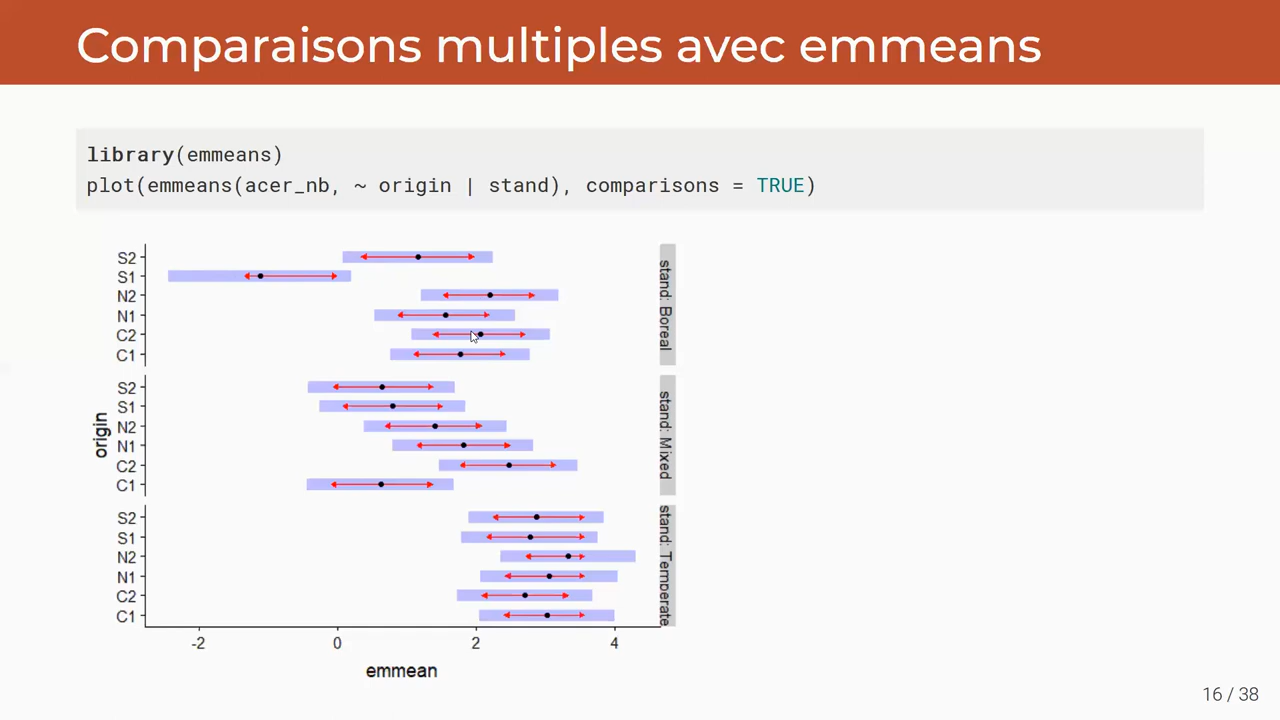 Comparaisons multiples avec emmeans
library(emmeans)
plot(emmeans(acer_nb, ~ origin | stand), comparisons = TRUE)
S2
S1
N2
N1
C2
C1
stand: Boreal
S2
S1
N2
N1
C2
C1
stand: Mixed
origin
S2
S1
N2
N1
C2
C1
stand: Temperate
-2 0 2 4
emmean
16 / 38